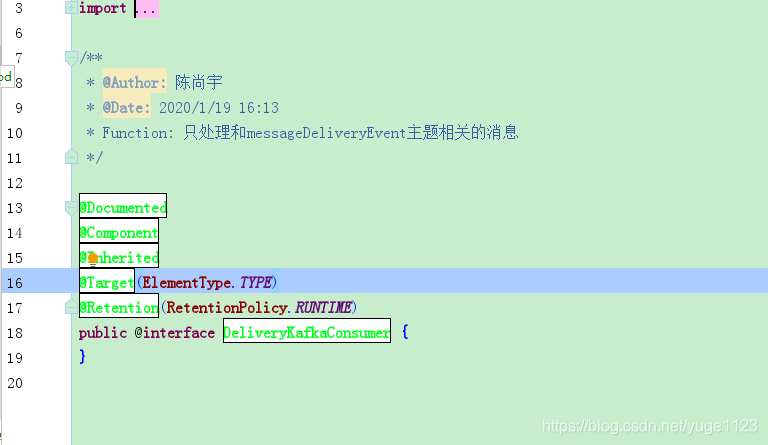 od
3 import ...
6
7 /**
8 * @Author: 陈尚宇
9 * @Date: 2020/1/19 16:13
10 * Function: 只处理和messageDeliveryEvent主题相关的消息
11 */
12
13 @Documented
14 @Component
15 @Inherited
16 @Target(ElementType.TYPE)
17 @Retention(RetentionPolicy.RUNTIME)
18 public @interface DeliveryKafkaConsumer {
19 }
20
https://blog.csdn.net/yuge1123